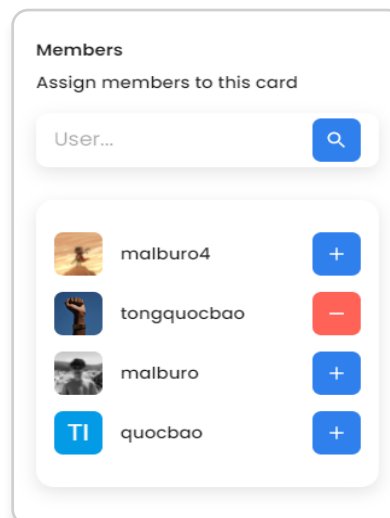 Members
Assign members to this card
User...
malburo4
tongquocbao
malburo
TI quocbao